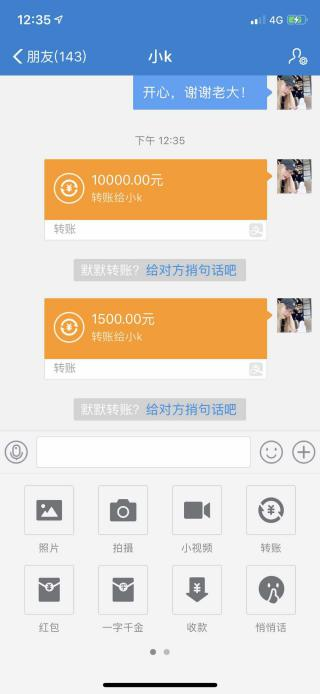 12:35
4G
朋友(143)
小k
开心，谢谢老大！
下午 12:35
10000.00元
转账给小k
转账
默默转账？给对方捎句话吧
1500.00元
转账给小k
转账
默默转账？给对方捎句话吧
照片 拍摄 小视频 转账
红包 一字千金 收款 悄悄话